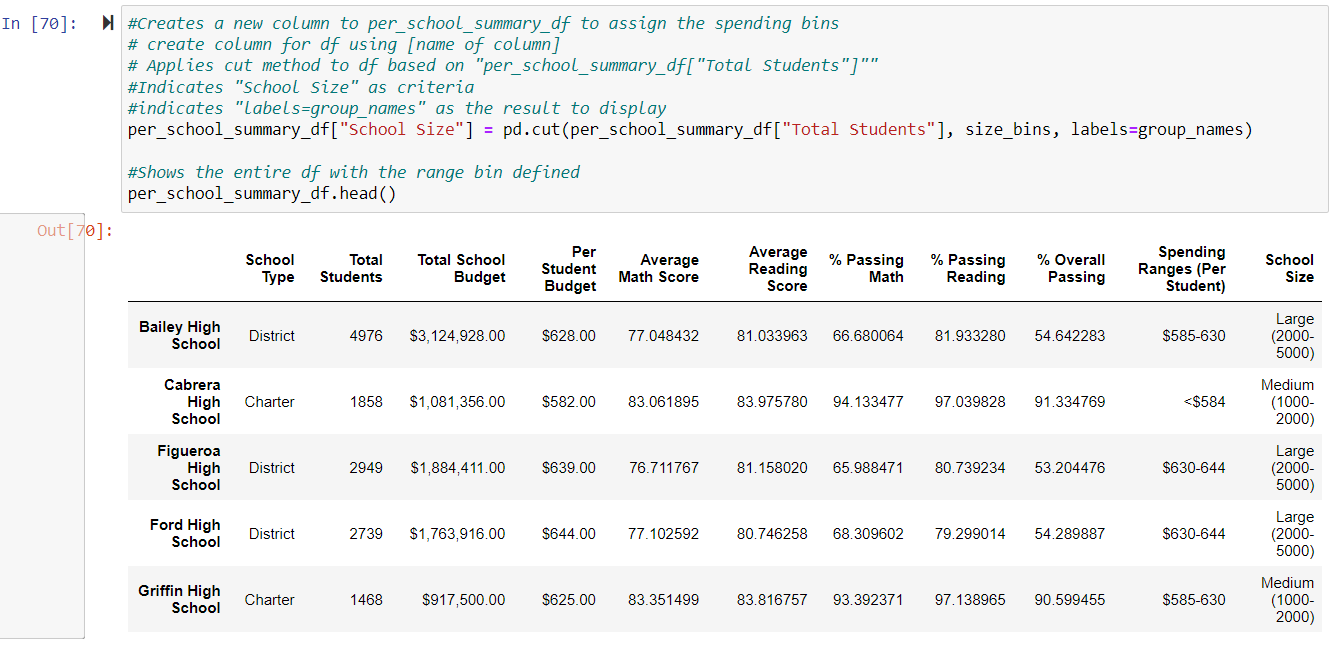 In [70]:
#Creates a new column to per_school_summary_df to assign the spending bins
# create column for df using [name of column]
# Applies cut method to df based on "per_school_summary_df["Total Students"]""
#Indicates "School Size" as criteria
#indicates "labels=group_names" as the result to display
per_school_summary_df["School Size"] = pd.cut(per_school_summary_df["Total Students"], size_bins, labels=group_names)
#Shows the entire df with the range bin defined
per_school_summary_df.head()
Out[70]:
School Type Total Students Total School Budget Per Student Budget Average Math Score Average Reading Score % Passing Math % Passing Reading % Overall Passing Spending Ranges (Per Student) School Size
Bailey High School District 4976 $3,124,928.00 $628.00 77.048432 81.033963 66.680064 81.933280 54.642283 $585-630 Large (2000-5000)
Cabrera High School Charter 1858 $1,081,356.00 $582.00 83.061895 83.975780 94.133477 97.039828 91.334769 <$584 Medium (1000-2000)
Figueroa High School District 2949 $1,884,411.00 $639.00 76.711767 81.158020 65.988471 80.739234 53.204476 $630-644 Large (2000-5000)
Ford High School District 2739 $1,763,916.00 $644.00 77.102592 80.746258 68.309602 79.299014 54.289887 $630-644 Large (2000-5000)
Griffin High School Charter 1468 $917,500.00 $625.00 83.351499 83.816757 93.392371 97.138965 90.599455 $585-630 Medium (1000-2000)